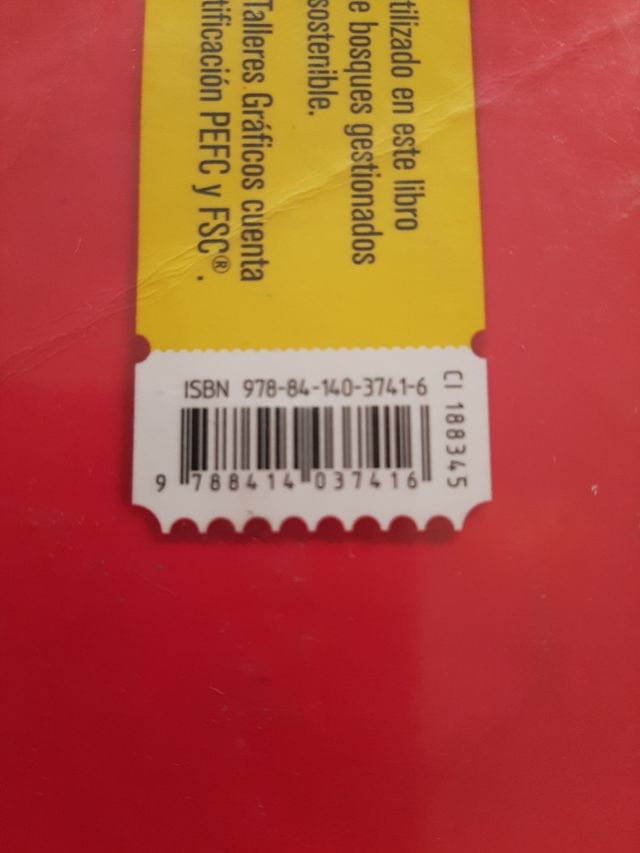 tilizado en este libro
e bosques gestionados
sostenible.
Talleres Gráficos cuenta
tificación PEFC y FSC®.
ISBN 978-84-140-3741-6
9 788414 037416
CI 188345